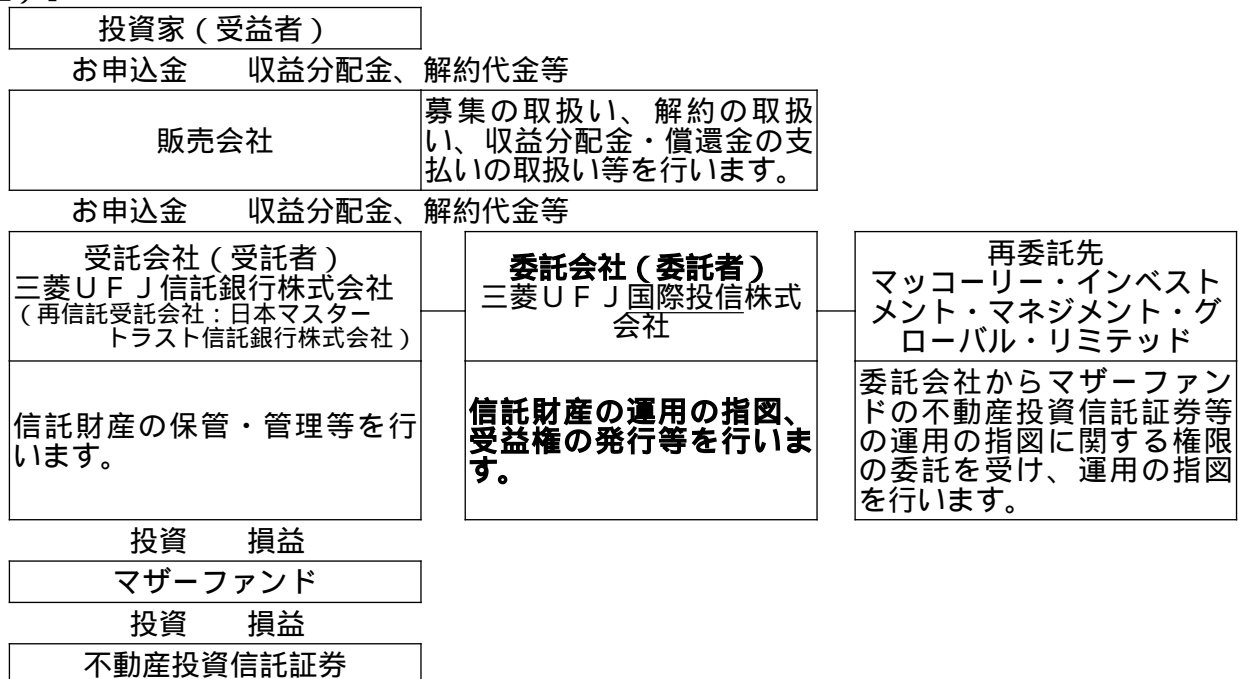 投資家(受益者)
お申込金　収益分配金、解約代金等
販売会社
募集の取扱い、解約の取扱
い、収益分配金・償還金の支
払いの取扱い等を行います。
お申込金　収益分配金、解約代金等
受託会社(受託者)
三菱UFJ信託銀行株式会社
(再信託受託会社:日本マスター
トラスト信託銀行株式会社)
委託会社(委託者)
三菱UFJ国際投信株式
会社
再委託先
マッコーリー・インベスト
メント・マネジメント・グ
ローバル・リミテッド
信託財産の保管・管理等を行
います。
信託財産の運用の指図、
受益権の発行等を行いま
す。
委託会社からマザーファン
ドの不動産投資信託証券等
の運用の指図に関する権限
の委託を受け、運用の指図
を行います。
投資　損益
マザーファンド
投資　損益
不動産投資信託証券